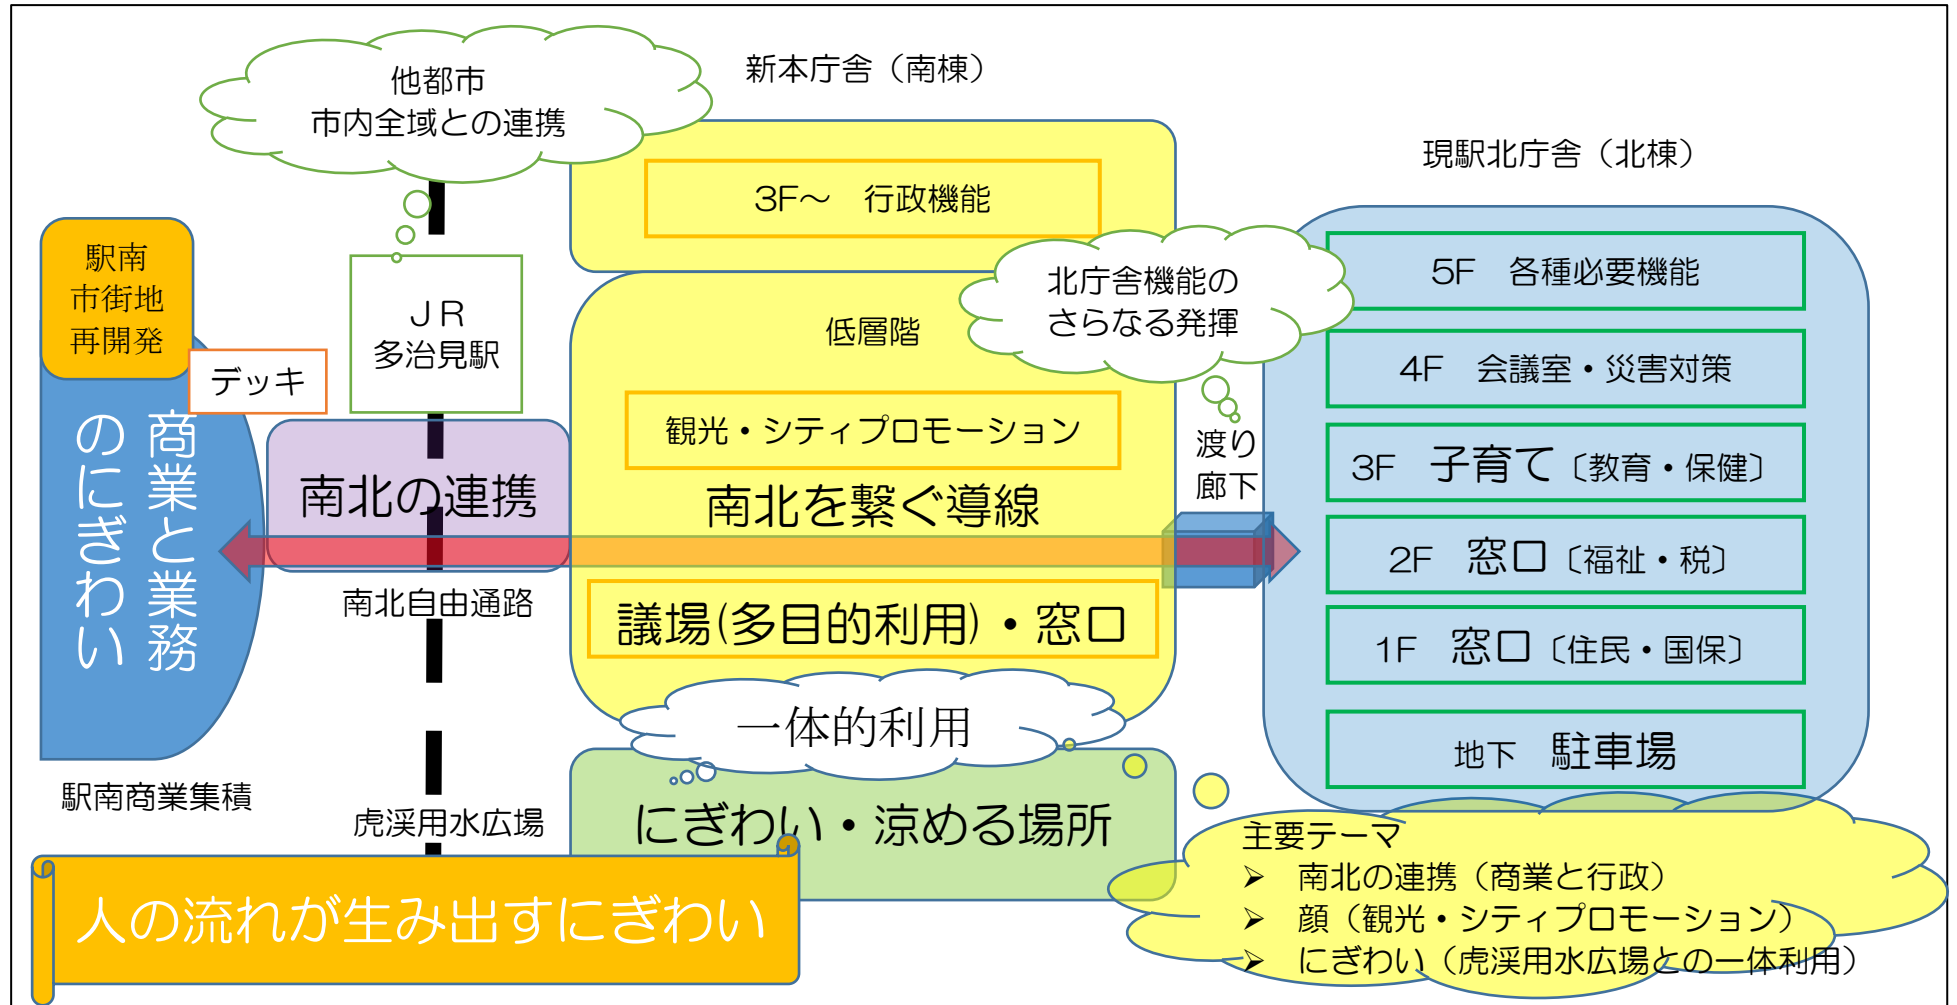 他都市
市内全域との連携
新本庁舎（南棟）
3F～　行政機能
現駅北庁舎（北棟）
駅南
市街地
再開発
ＪＲ
多治見駅
デッキ
低層階
北庁舎機能の
さらなる発揮
観光・シティプロモーション
渡り
廊下
5F　各種必要機能
4F　会議室・災害対策
3F　子育て〔教育・保健〕
2F　窓口〔福祉・税〕
1F　窓口〔住民・国保〕
地下　駐車場
商業と業務
のにぎわい
南北の連携
南北を繋ぐ導線
南北自由通路
議場(多目的利用)・窓口
一体的利用
駅南商業集積
虎渓用水広場
にぎわい・涼める場所
人の流れが生み出すにぎわい
主要テーマ
➢　南北の連携（商業と行政）
➢　顔（観光・シティプロモーション）
➢　にぎわい（虎渓用水広場との一体利用）